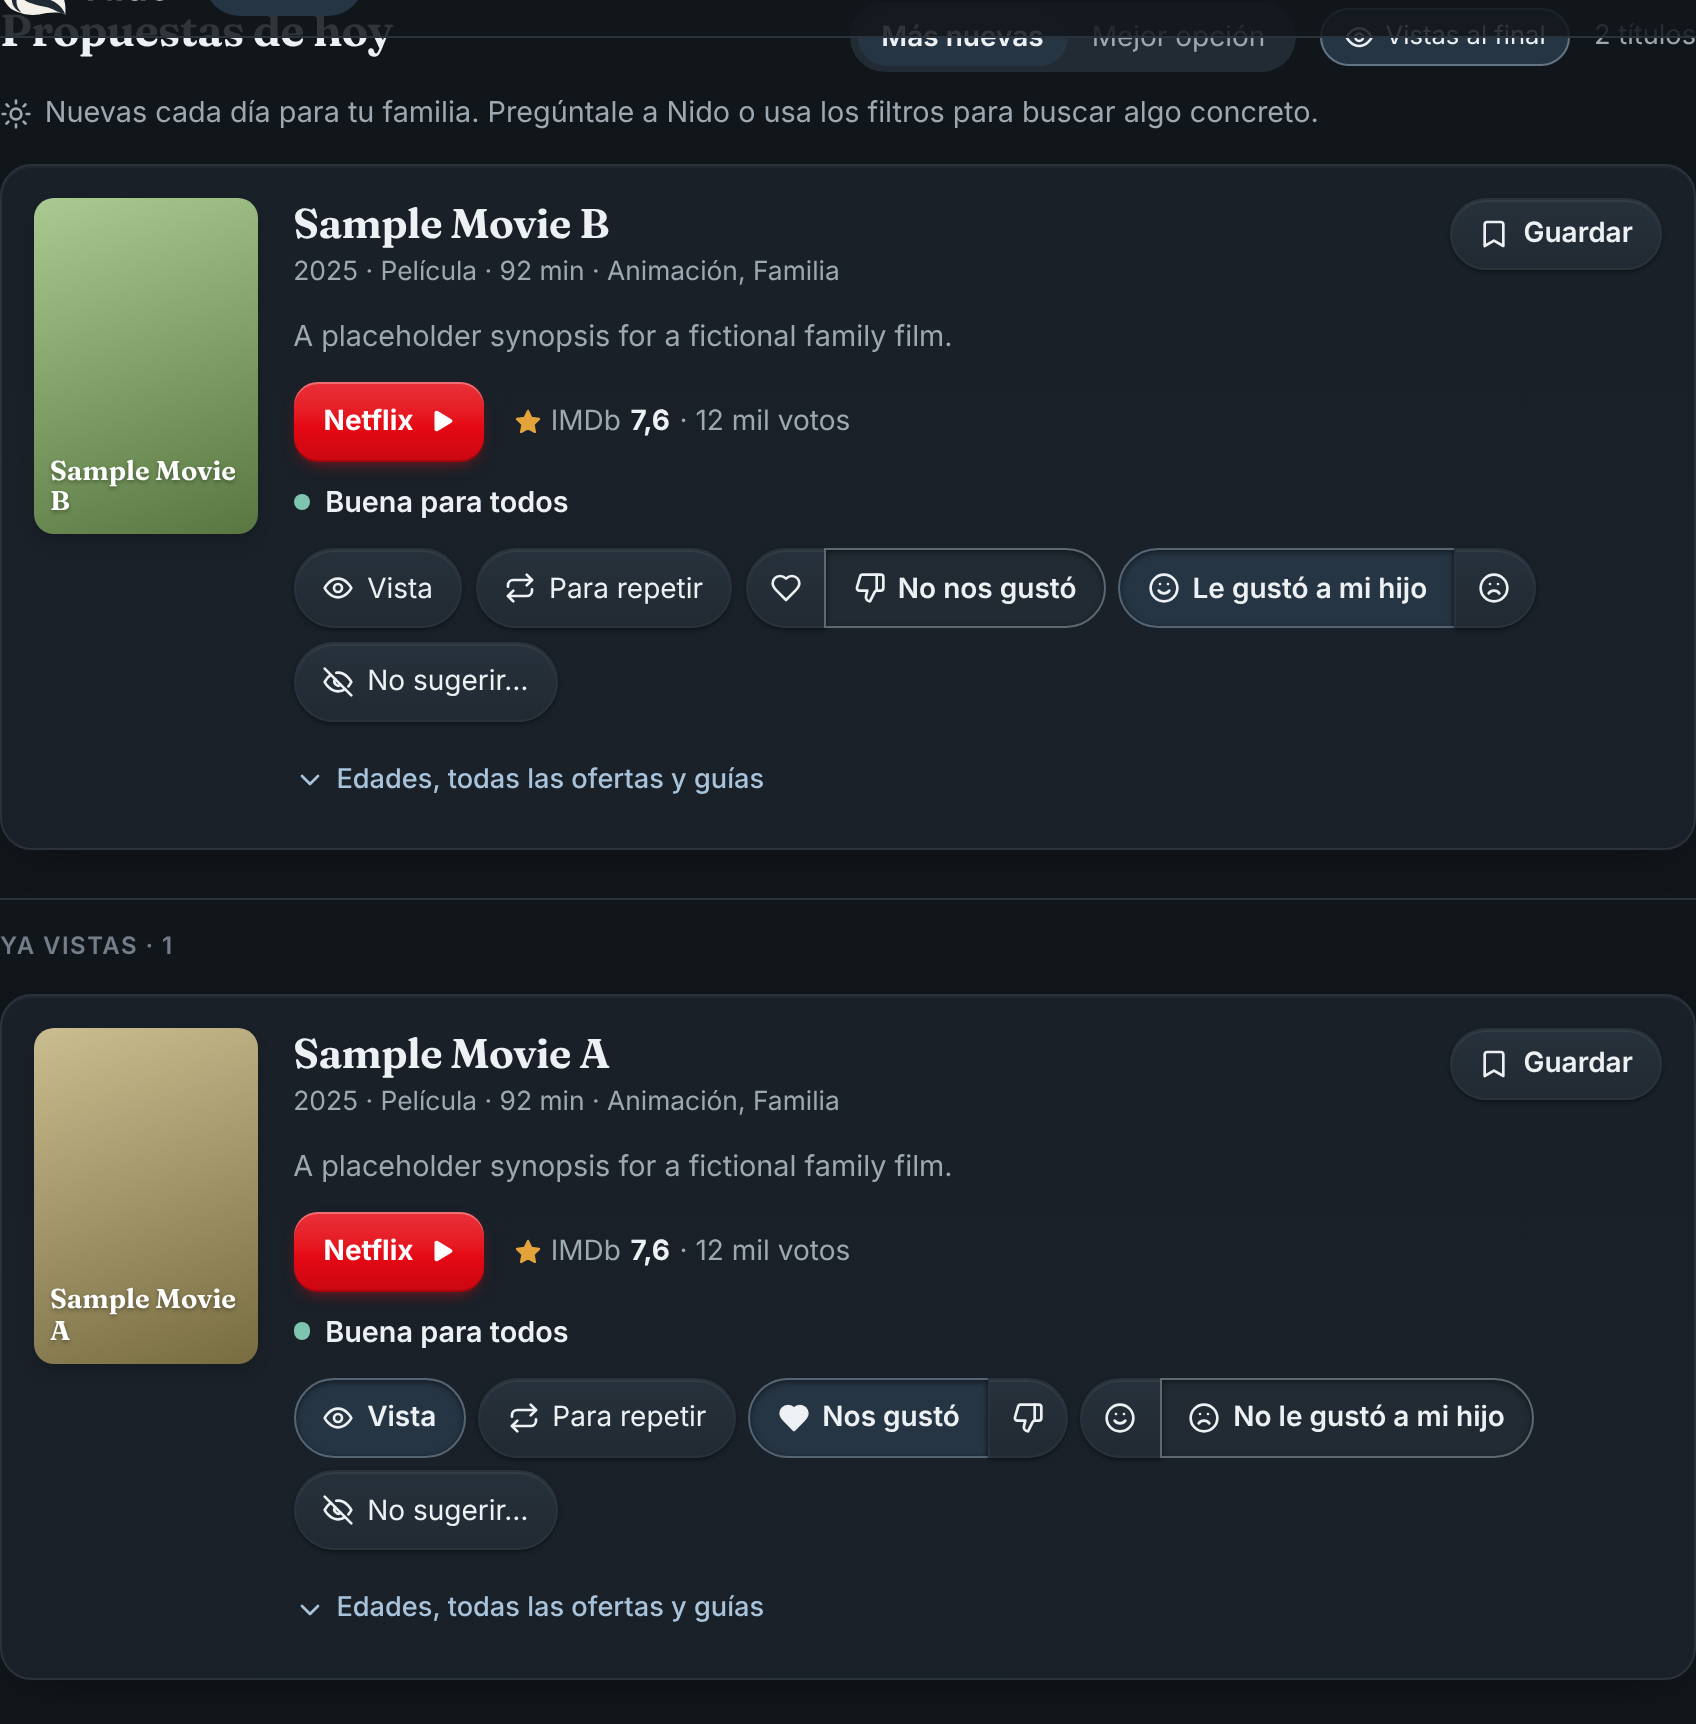 Propuestas de hoy
Más nuevas Mejor opción Vistas al final 2 títulos
Nuevas cada día para tu familia. Pregúntale a Nido o usa los filtros para buscar algo concreto.
Sample Movie B
Guardar
2025 · Película · 92 min · Animación, Familia
A placeholder synopsis for a fictional family film.
Netflix IMDb 7,6 · 12 mil votos
Sample Movie
B
Buena para todos
Vista Para repetir No nos gustó Le gustó a mi hijo
No sugerir...
Edades, todas las ofertas y guías
YA VISTAS · 1
Sample Movie A
Guardar
2025 · Película · 92 min · Animación, Familia
A placeholder synopsis for a fictional family film.
Netflix IMDb 7,6 · 12 mil votos
Sample Movie
A
Buena para todos
Vista Para repetir Nos gustó No le gustó a mi hijo
No sugerir...
Edades, todas las ofertas y guías